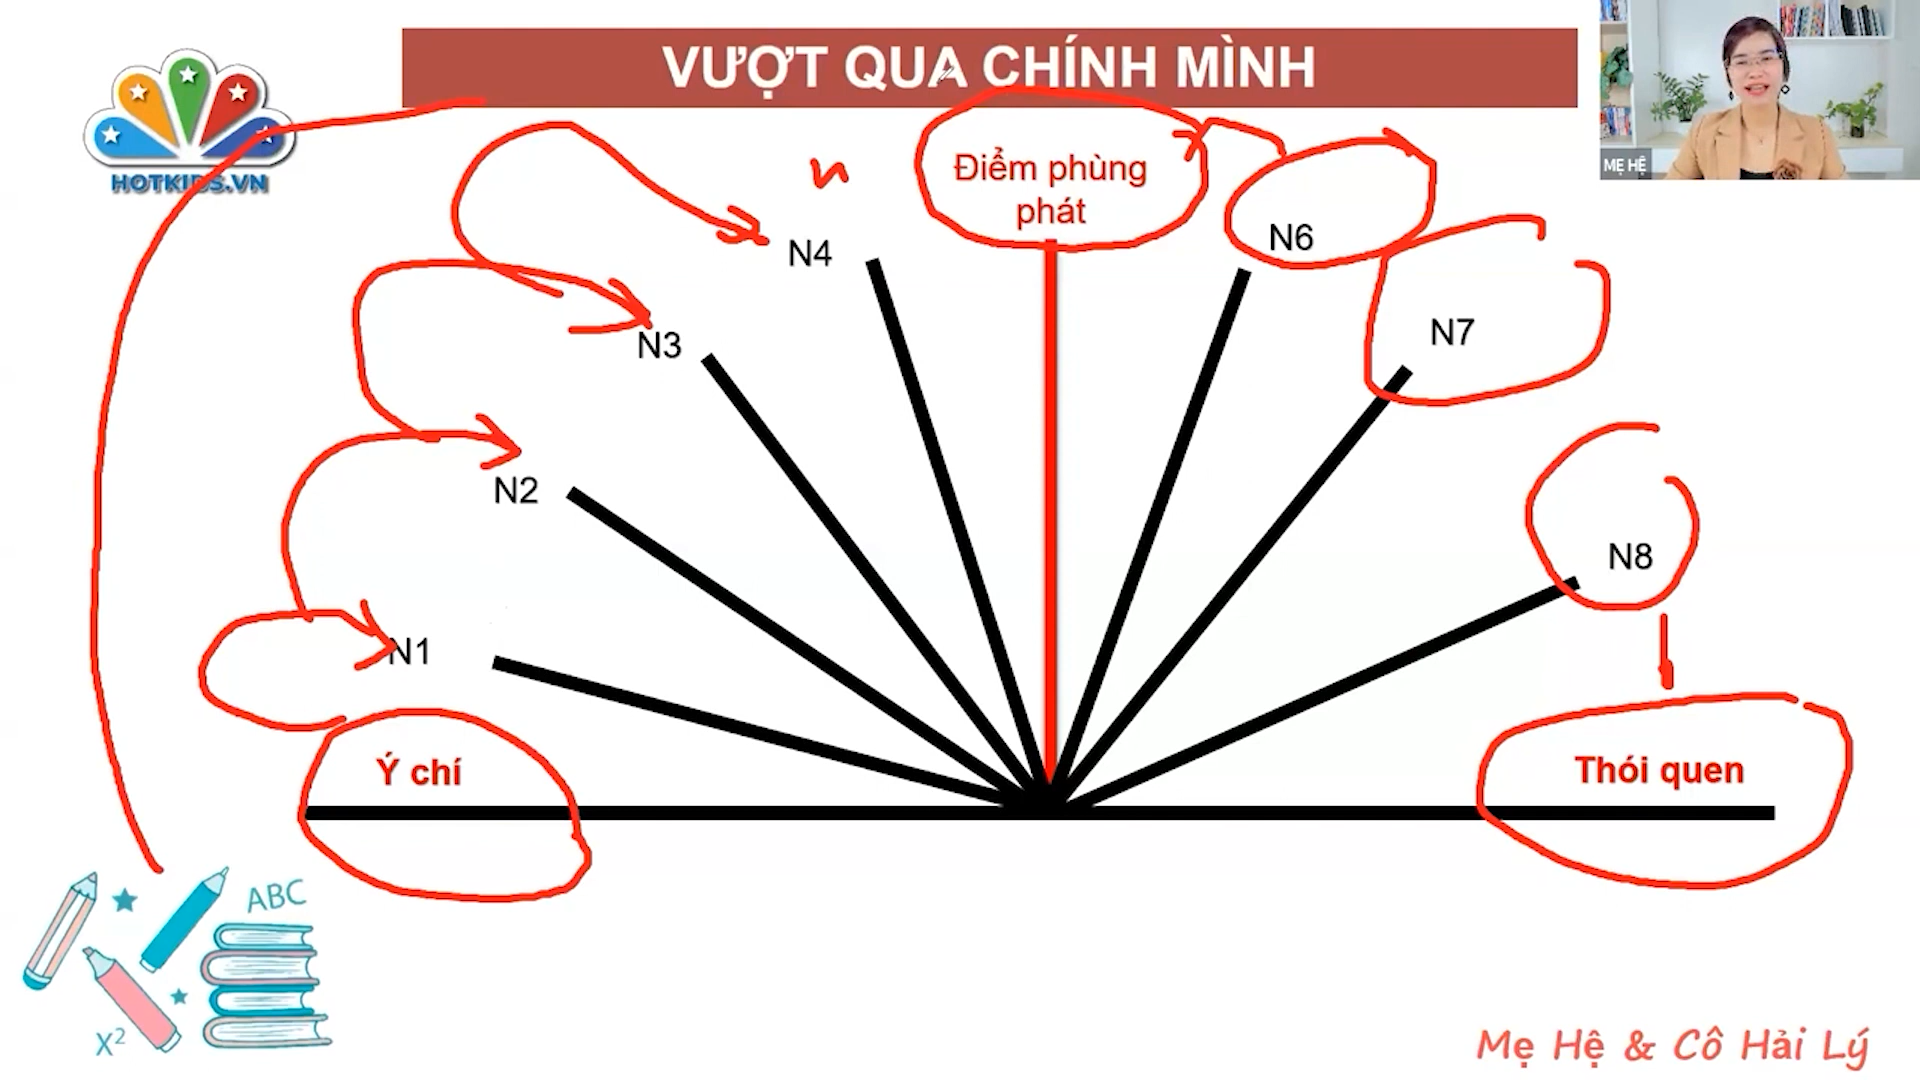 VƯỢT QUA CHÍNH MÌNH
HOTKIDS.VN
MẸ HỆ
n
Điểm phùng
phát
N4
N6
N3
N7
N2
N8
N1
Ý chí
Thói quen
ABC
X²
Mẹ Hệ & Cô Hải Lý